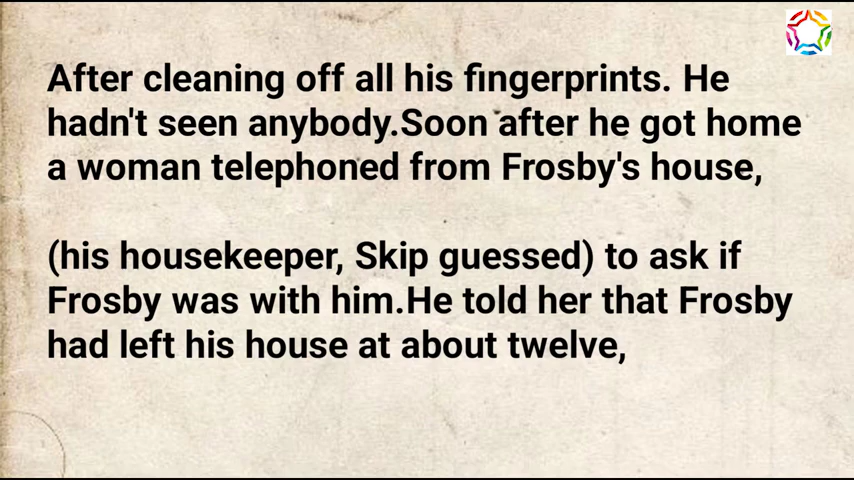 After cleaning off all his fingerprints. He
hadn't seen anybody.Soon after he got home
a woman telephoned from Frosby's house,
(his housekeeper, Skip guessed) to ask if
Frosby was with him.He told her that Frosby
had left his house at about twelve,